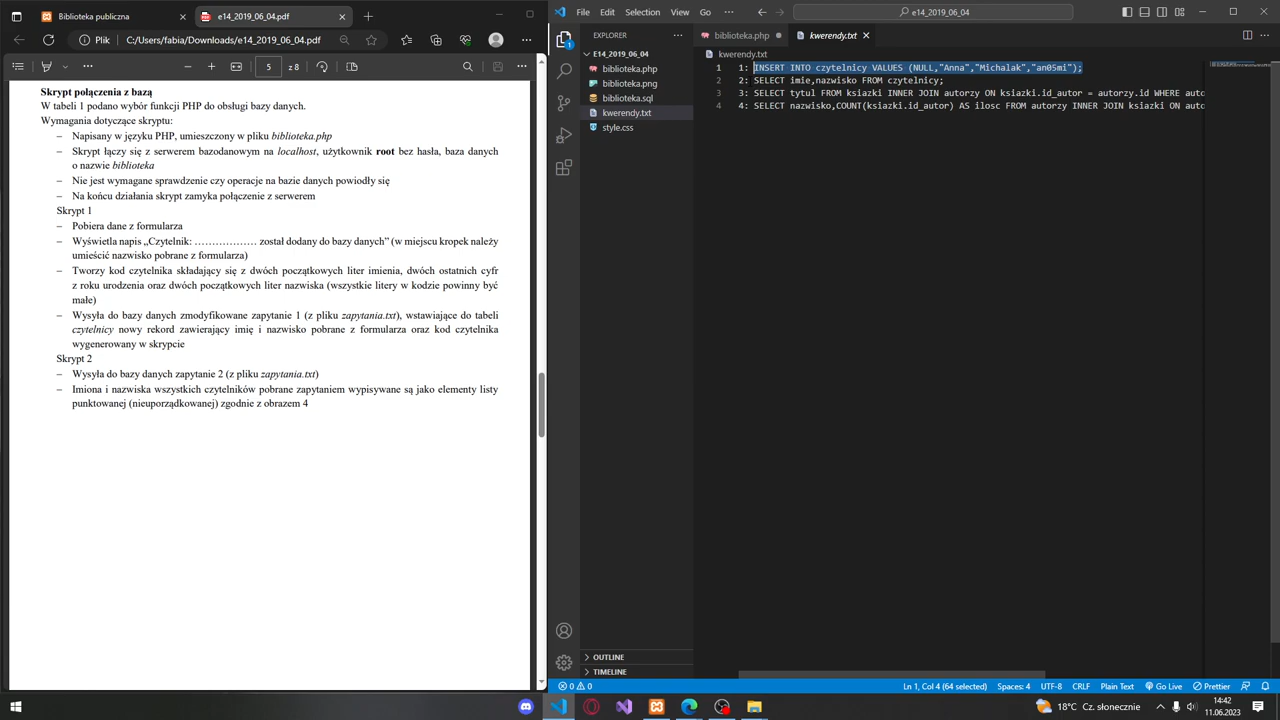 Biblioteka publiczna
e14_2019_06_04.pdf
Plik
C:/Users/fabia/Downloads/e14_2019_06_04.pdf
5
z 8
Skrypt połączenia z bazą
W tabeli 1 podano wybór funkcji PHP do obsługi bazy danych.
Wymagania dotyczące skryptu:
– Napisany w języku PHP, umieszczony w pliku biblioteka.php
– Skrypt łączy się z serwerem bazodanowym na localhost, użytkownik root bez hasła, baza danych
o nazwie biblioteka
– Nie jest wymagane sprawdzenie czy operacje na bazie danych powiodły się
– Na końcu działania skrypt zamyka połączenie z serwerem
Skrypt 1
– Pobiera dane z formularza
– Wyświetla napis „Czytelnik: ……………… został dodany do bazy danych” (w miejscu kropek należy
umieścić nazwisko pobrane z formularza)
– Tworzy kod czytelnika składający się z dwóch początkowych liter imienia, dwóch ostatnich cyfr
z roku urodzenia oraz dwóch początkowych liter nazwiska (wszystkie litery w kodzie powinny być
małe)
– Wysyła do bazy danych zmodyfikowane zapytanie 1 (z pliku zapytania.txt), wstawiające do tabeli
czytelnicy nowy rekord zawierający imię i nazwisko pobrane z formularza oraz kod czytelnika
wygenerowany w skrypcie
Skrypt 2
– Wysyła do bazy danych zapytanie 2 (z pliku zapytania.txt)
– Imiona i nazwiska wszystkich czytelników pobrane zapytaniem wypisywane są jako elementy listy
punktowanej (nieuporządkowanej) zgodnie z obrazem 4
File Edit Selection View Go ···
e14_2019_06_04
EXPLORER
E14_2019_06_04
biblioteka.php
biblioteka.png
biblioteka.sql
kwerendy.txt
style.css
OUTLINE
TIMELINE
1
biblioteka.php
kwerendy.txt
kwerendy.txt
1 1: INSERT INTO czytelnicy VALUES (NULL,"Anna","Michalak","an05mi");
2 2: SELECT imie,nazwisko FROM czytelnicy;
3 3: SELECT tytul FROM ksiazki INNER JOIN autorzy ON ksiazki.id_autor = autorzy.id WHERE auto
4 4: SELECT nazwisko,COUNT(ksiazki.id_autor) AS ilosc FROM autorzy INNER JOIN ksiazki ON auto
0 0
Ln 1, Col 4 (64 selected)
Spaces: 4
UTF-8
CRLF
Plain Text
Go Live
Prettier
18°C Cz. słonecznie
14:42
11.06.2023